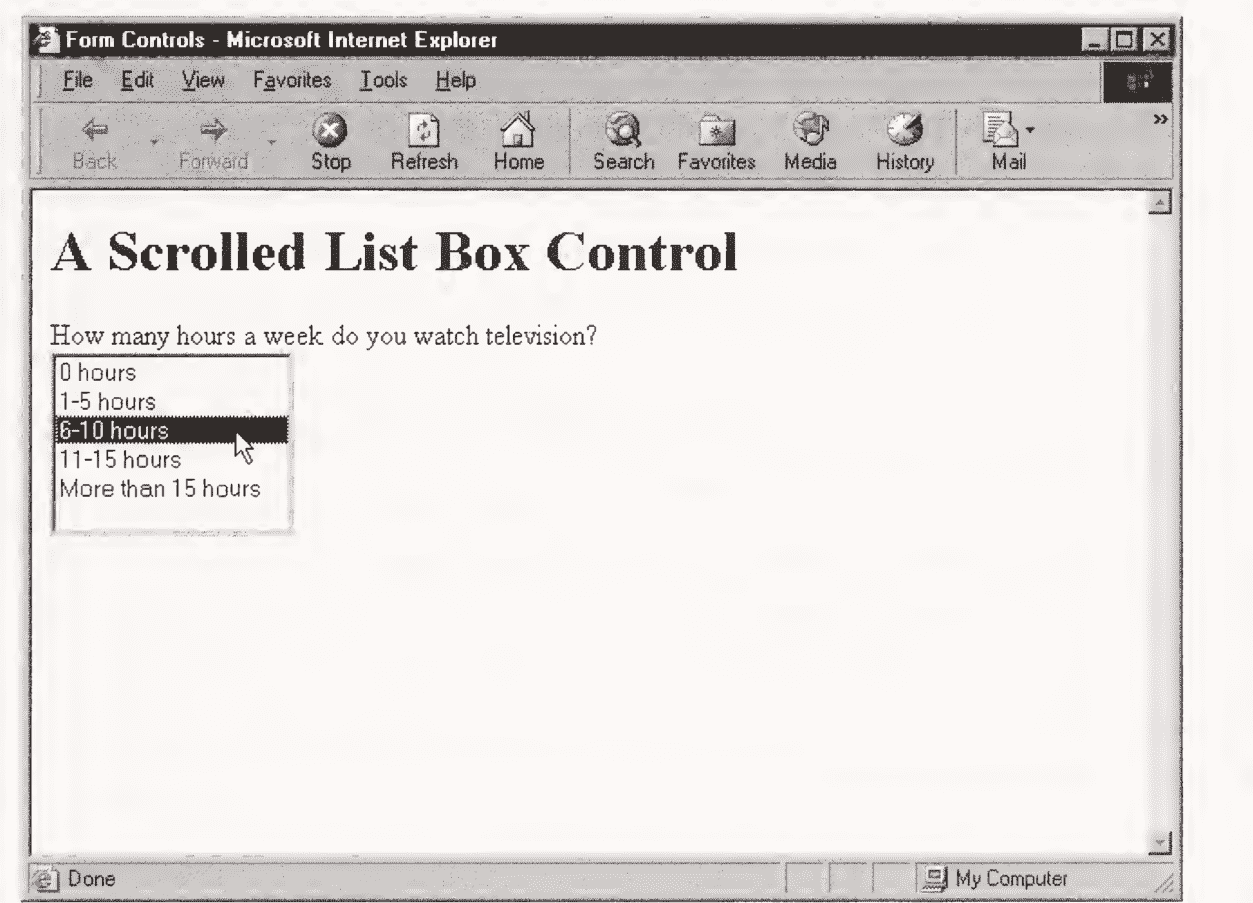 Form Controls - Microsoft Internet Explorer
File Edit View Favorites Tools Help
Back Forward Stop Refresh Home Search Favorites Media History Mail »
A Scrolled List Box Control
How many hours a week do you watch television?
0 hours
1-5 hours
6-10 hours
11-15 hours
More than 15 hours
Done My Computer